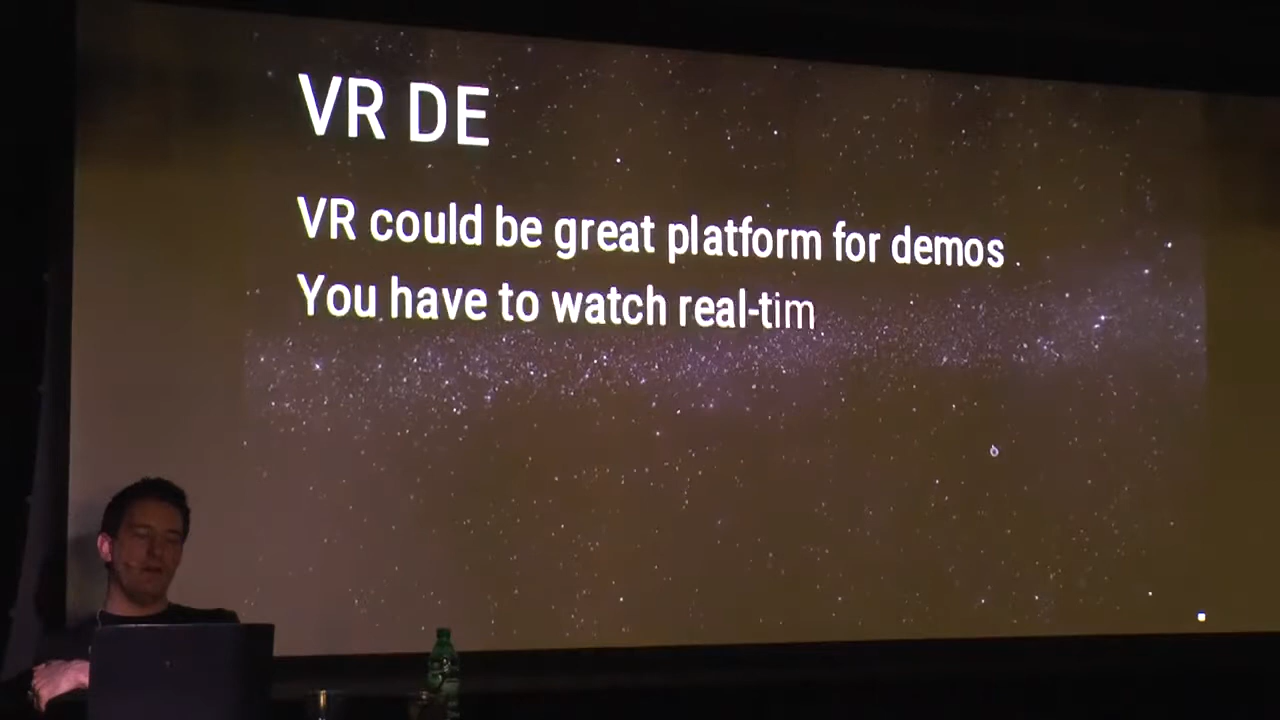 VR DE
VR could be great platform for demos
You have to watch real-tim